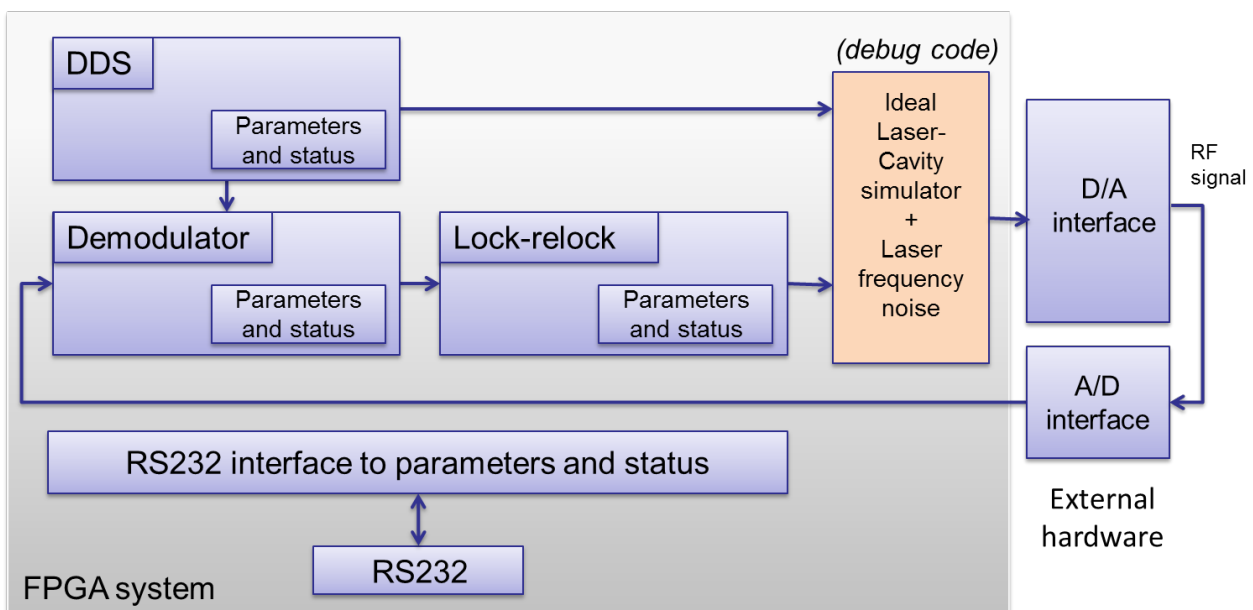 DDS
Parameters
and status
(debug code)
Ideal
Laser-
Cavity
simulator
+
Laser
frequency
noise
D/A
interface
RF
signal
Demodulator
Parameters
and status
Lock-relock
Parameters
and status
A/D
interface
RS232 interface to parameters and status
RS232
External
hardware
FPGA system